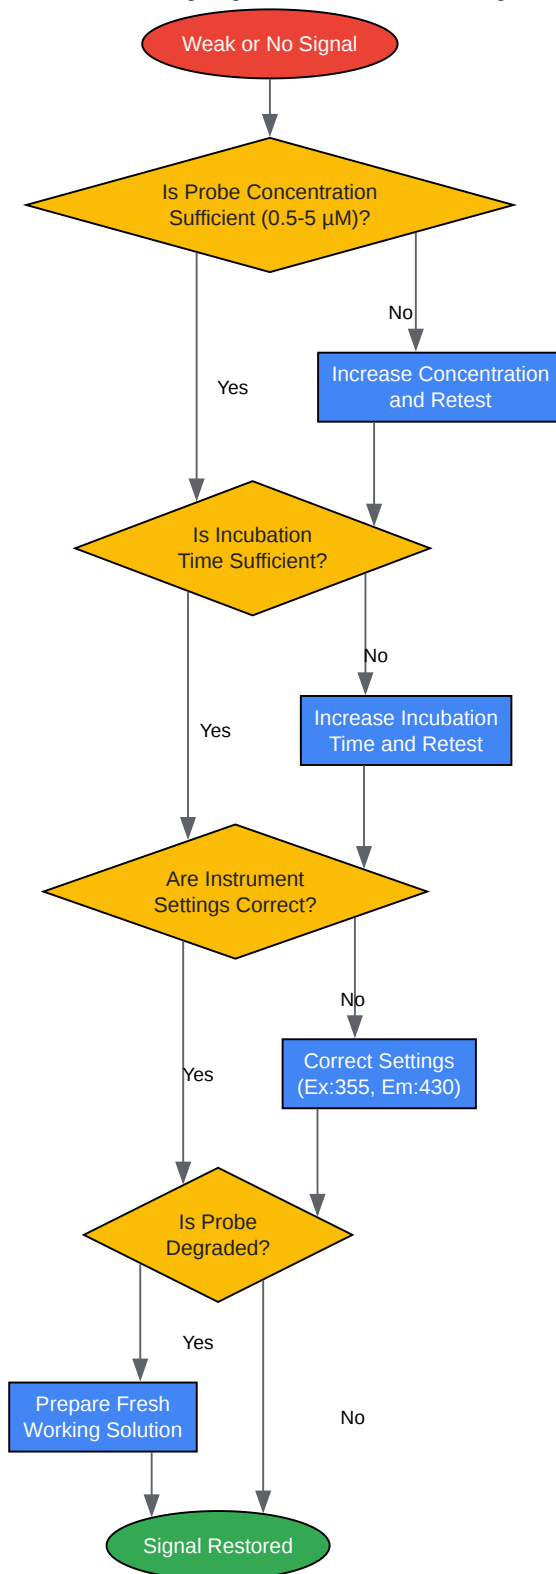 Weak or No Signal
Is Probe Concentration
Sufficient (0.5-5 µM)?
No
Increase Concentration
and Retest
Yes
Is Incubation
Time Sufficient?
No
Increase Incubation
Time and Retest
Yes
Are Instrument
Settings Correct?
No
Correct Settings
(Ex:355, Em:430)
Yes
Is Probe
Degraded?
Yes
Prepare Fresh
Working Solution
No
Signal Restored